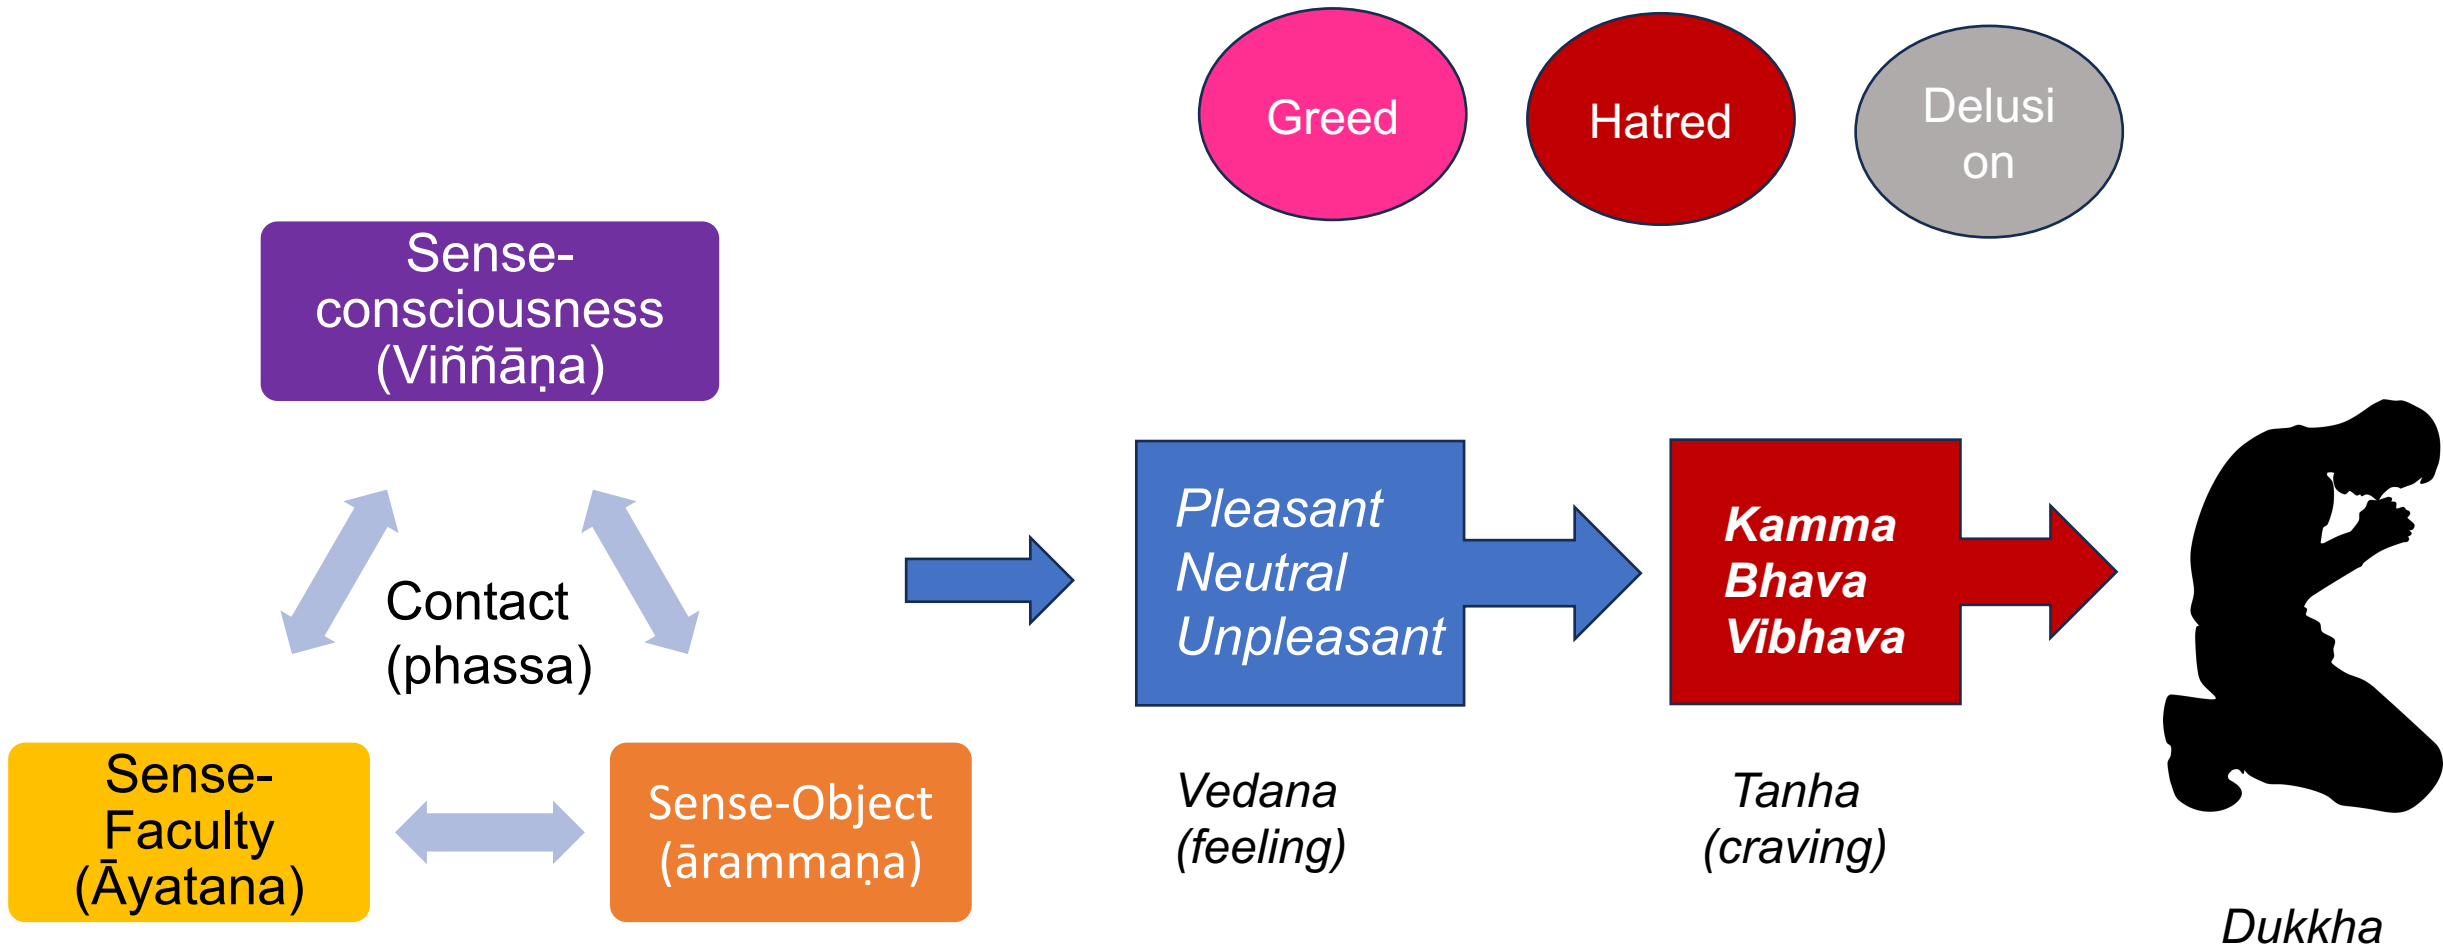 Greed
Hatred
Delusi
on
Sense-
consciousness
(Viññāṇa)
Contact
(phassa)
Sense-
Faculty
(Āyatana)
Sense-Object
(ārammaṇa)
Pleasant
Neutral
Unpleasant
Vedana
(feeling)
Kamma
Bhava
Vibhava
Tanha
(craving)
Dukkha